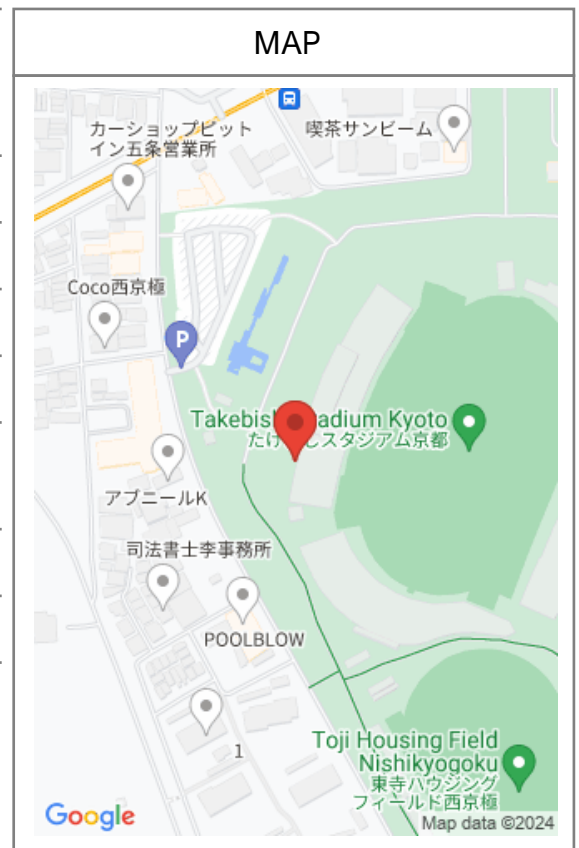 MAP
カーショップピット
イン五条営業所
喫茶サンビーム
Coco西京極
P
Takebis adium Kyoto
たけ しスタジアム京都
アブニールK
司法書士李事務所
POOLBLOW
1
Toji Housing Field
Nishikyogoku
東寺ハウジング
フィールド西京極
Google
Map data ©2024